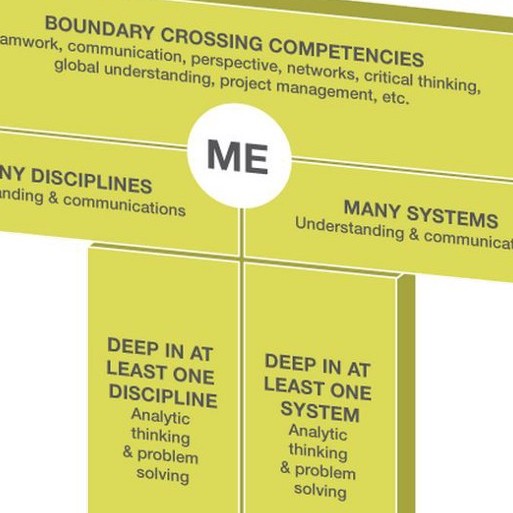 BOUNDARY CROSSING COMPETENCIES
amwork, communication, perspective, networks, critical thinking,
global understanding, project management, etc.
ME
NY DISCIPLINES
anding & communications
MANY SYSTEMS
Understanding & communicat
DEEP IN AT
LEAST ONE
DISCIPLINE
Analytic
thinking
& problem
solving
DEEP IN AT
LEAST ONE
SYSTEM
Analytic
thinking
& problem
solving